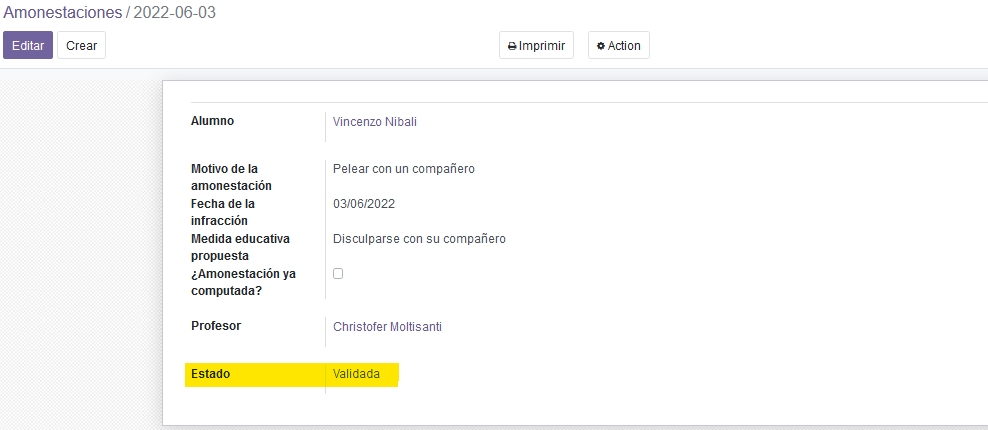 Amonestaciones / 2022-06-03
Editar Crear Imprimir Action
Alumno Vincenzo Nibali
Motivo de la Pelear con un compañero
amonestación
Fecha de la 03/06/2022
infracción
Medida educativa Disculparse con su compañero
propuesta
¿Amonestación ya
computada?
Profesor Christofer Moltisanti
Estado Validada